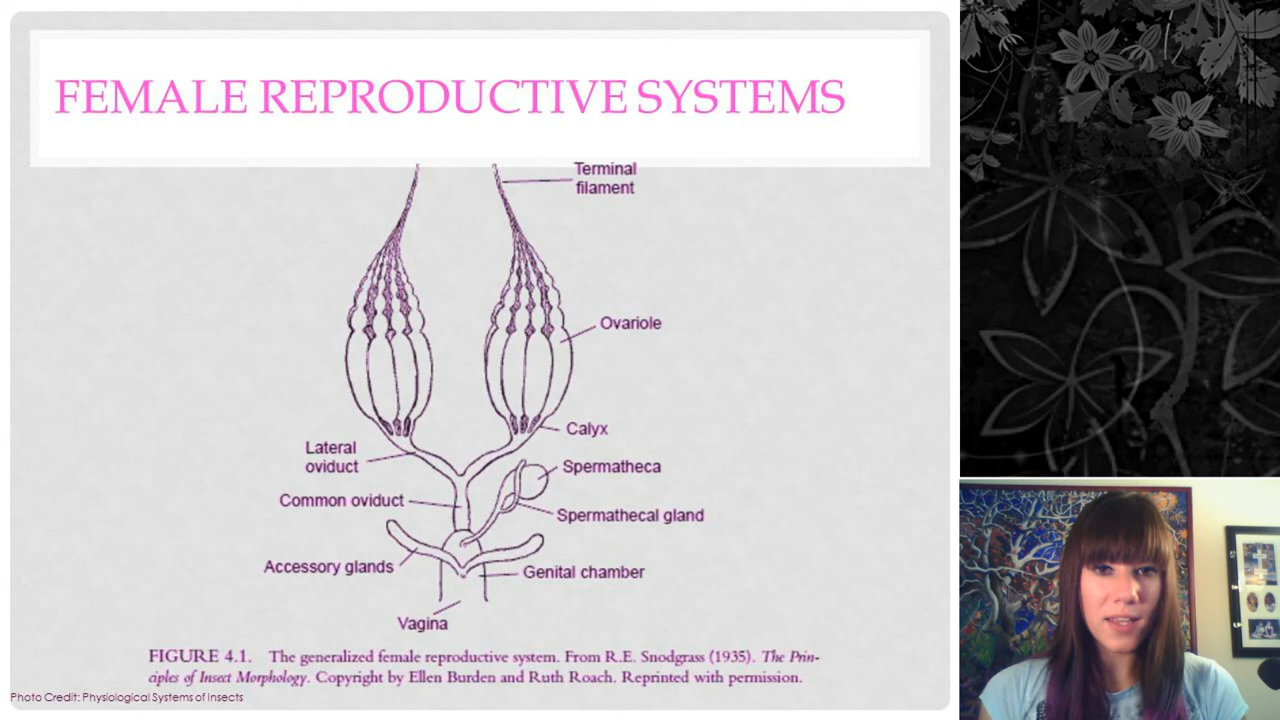 FEMALE REPRODUCTIVE SYSTEMS
Terminal
filament
Ovariole
Calyx
Lateral
oviduct
Spermatheca
Common oviduct
Spermathecal gland
Accessory glands
Genital chamber
Vagina
FIGURE 4.1. The generalized female reproductive system. From R.E. Snodgrass (1935). The Prin-
ciples of Insect Morphology. Copyright by Ellen Burden and Ruth Roach. Reprinted with permission.
Photo Credit: Physiological Systems of Insects